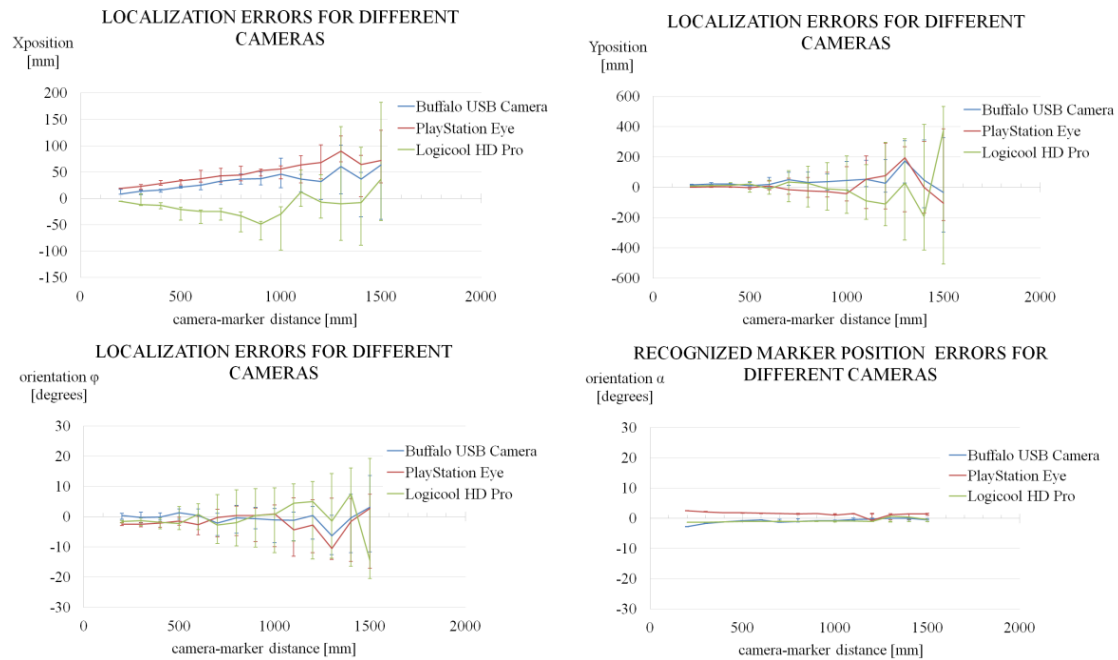 LOCALIZATION ERRORS FOR DIFFERENT
CAMERAS
Xposition
[mm]
200
150
100
50
0
-50
-100
-150
0
500
1000
1500
2000
camera-marker distance [mm]
Buffalo USB Camera
PlayStation Eye
Logicool HD Pro
LOCALIZATION ERRORS FOR DIFFERENT
CAMERAS
Yposition
[mm]
600
400
200
0
-200
-400
-600
0
500
1000
1500
2000
camera-marker distance [mm]
Buffalo USB Camera
PlayStation Eye
Logicool HD Pro
LOCALIZATION ERRORS FOR DIFFERENT
CAMERAS
orientation φ
[degrees]
30
20
10
0
-10
-20
-30
0
500
1000
1500
2000
camera-marker distance [mm]
Buffalo USB Camera
PlayStation Eye
Logicool HD Pro
RECOGNIZED MARKER POSITION ERRORS FOR
DIFFERENT CAMERAS
orientation α
[degrees]
30
20
10
0
-10
-20
-30
0
500
1000
1500
2000
camera-marker distance [mm]
Buffalo USB Camera
PlayStation Eye
Logicool HD Pro